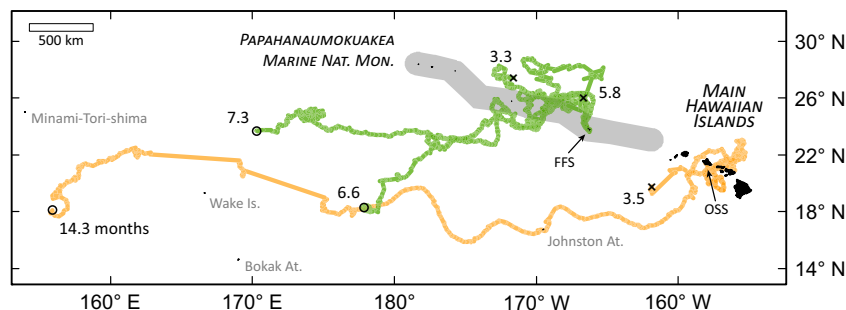 500 km
PAPAHANAUMOKUAKEA
MARINE NAT. MON.
3.3
5.8
30° N
MAIN
HAWAIIAN
ISLANDS
26° N
Minami-Tori-shima
7.3
FFS
22° N
6.6
3.5
OSS
Wake Is.
18° N
14.3 months
Johnston At.
Bokak At.
14° N
160° E
170° E
180°
170° W
160° W